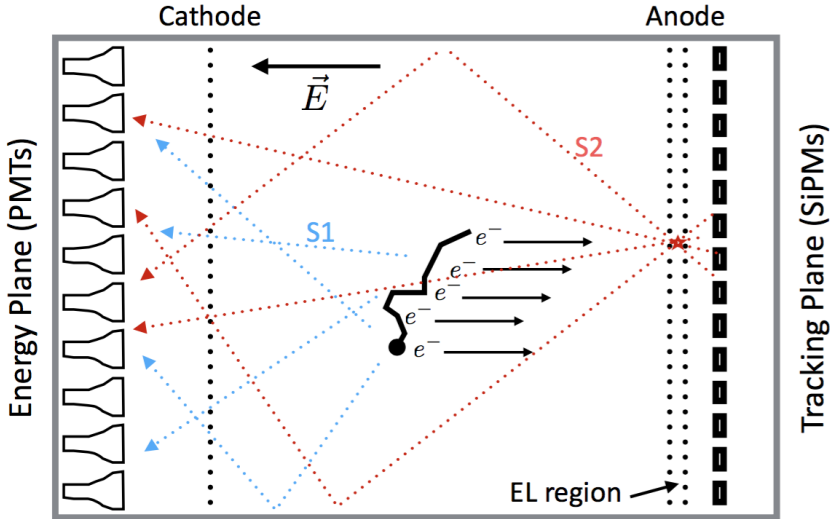 Cathode
Anode
Energy Plane (PMTs)
Tracking Plane (SiPMs)
E⃗
S2
S1
e⁻
e⁻
e⁻
e⁻
e⁻
EL region